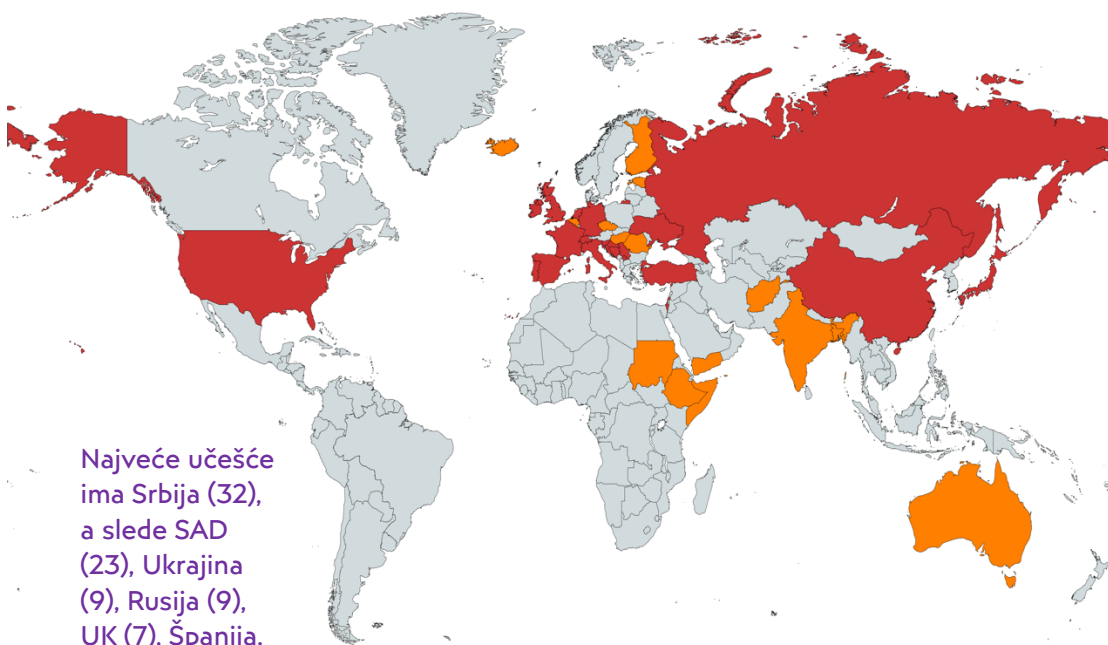 Najveće učešće
ima Srbija (32),
a slede SAD
(23), Ukrajina
(9), Rusija (9),
UK (7), Španija,